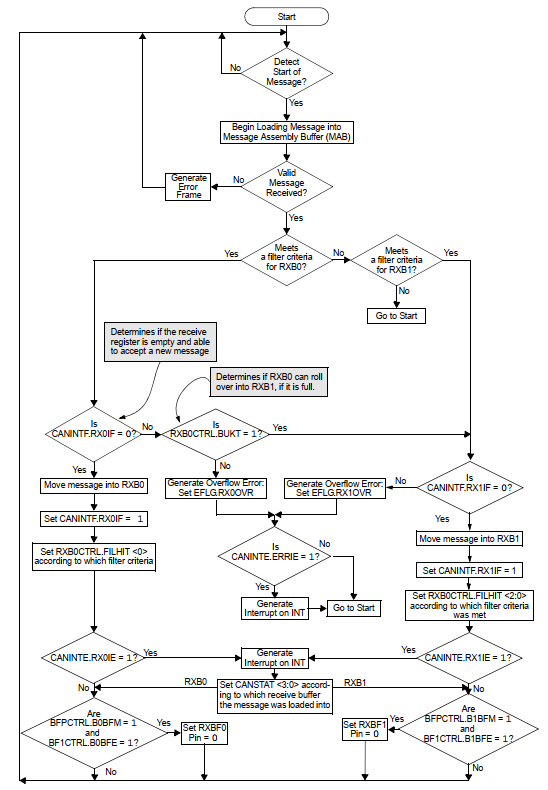 Start
Detect
Start of
Message?
No
Yes
Begin Loading Message into
Message Assembly Buffer (MAB)
Valid
Message
Received?
No
Generate
Error
Frame
Yes
Meets
a filter criteria
for RXB0?
Yes
No
Meets
a filter criteria
for RXB1?
Yes
No
Go to Start
Determines if the receive
register is empty and able
to accept a new message
Determines if RXB0 can roll
over into RXB1, if it is full.
Is
CANINTF.RX0IF = 0?
No
Is
RXB0CTRL.BUKT = 1?
Yes
Yes
No
Move message into RXB0
Generate Overflow Error:
Set EFLG.RX0OVR
Generate Overflow Error:
Set EFLG.RX1OVR
No
Is
CANINTF.RX1IF = 0?
Set CANINTF.RX0IF = 1
Yes
Move message into RXB1
Set RXB0CTRL.FILHIT <0>
according to which filter criteria
Is
CANINTE.ERRIE = 1?
No
Set CANINTF.RX1IF = 1
Yes
Generate
Interrupt on INT
Go to Start
Set RXB0CTRL.FILHIT <2:0>
according to which filter criteria
was met
CANINTE.RX0IE = 1?
Yes
Generate
Interrupt on INT
Yes
CANINTE.RX1IE = 1?
No
RXB0
Set CANSTAT <3:0> accord-
ing to which receive buffer
the message was loaded into
RXB1
No
Are
BFPCTRL.B0BFM = 1
and
BF1CTRL.B0BFE = 1?
Yes
Set RXBF0
Pin = 0
Set RXBF1
Pin = 0
Yes
Are
BFPCTRL.B1BFM = 1
and
BF1CTRL.B1BFE = 1?
No
No